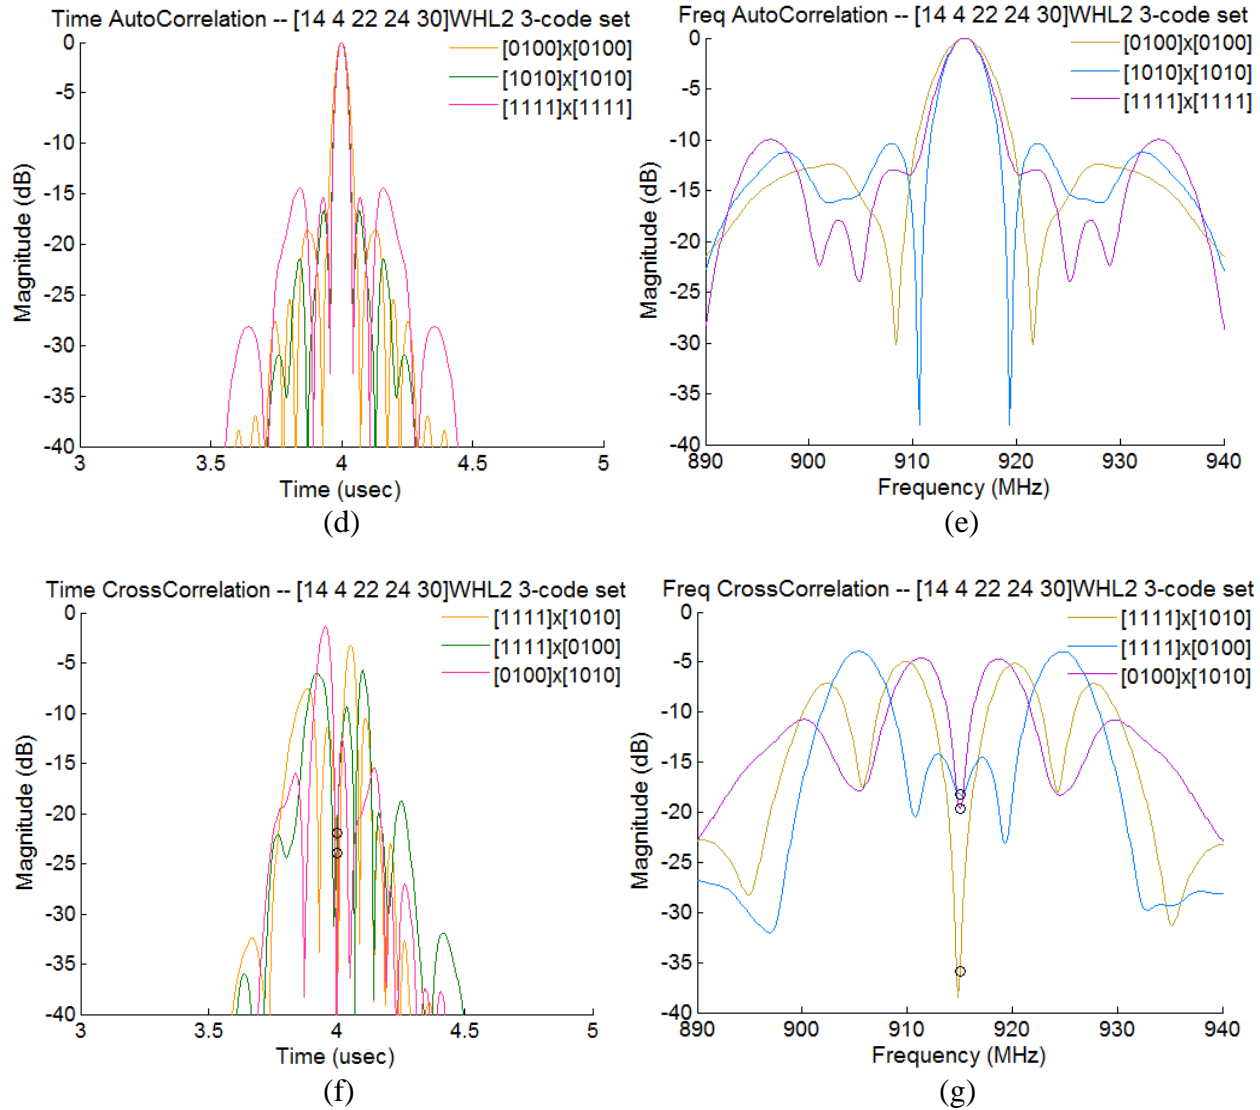 Time AutoCorrelation -- [14 4 22 24 30]WHL2 3-code set
[0100]x[0100]
[1010]x[1010]
[1111]x[1111]
0
-5
-10
-15
-20
-25
-30
-35
-40
Magnitude (dB)
3
3.5
4
4.5
5
Time (usec)
(d)
Freq AutoCorrelation -- [14 4 22 24 30]WHL2 3-code set
[0100]x[0100]
[1010]x[1010]
[1111]x[1111]
0
-5
-10
-15
-20
-25
-30
-35
-40
Magnitude (dB)
890
900
910
920
930
940
Frequency (MHz)
(e)
Time CrossCorrelation -- [14 4 22 24 30]WHL2 3-code set
[1111]x[1010]
[1111]x[0100]
[0100]x[1010]
0
-5
-10
-15
-20
-25
-30
-35
-40
Magnitude (dB)
3
3.5
4
4.5
5
Time (usec)
(f)
Freq CrossCorrelation -- [14 4 22 24 30]WHL2 3-code set
[1111]x[1010]
[1111]x[0100]
[0100]x[1010]
0
-5
-10
-15
-20
-25
-30
-35
-40
Magnitude (dB)
890
900
910
920
930
940
Frequency (MHz)
(g)